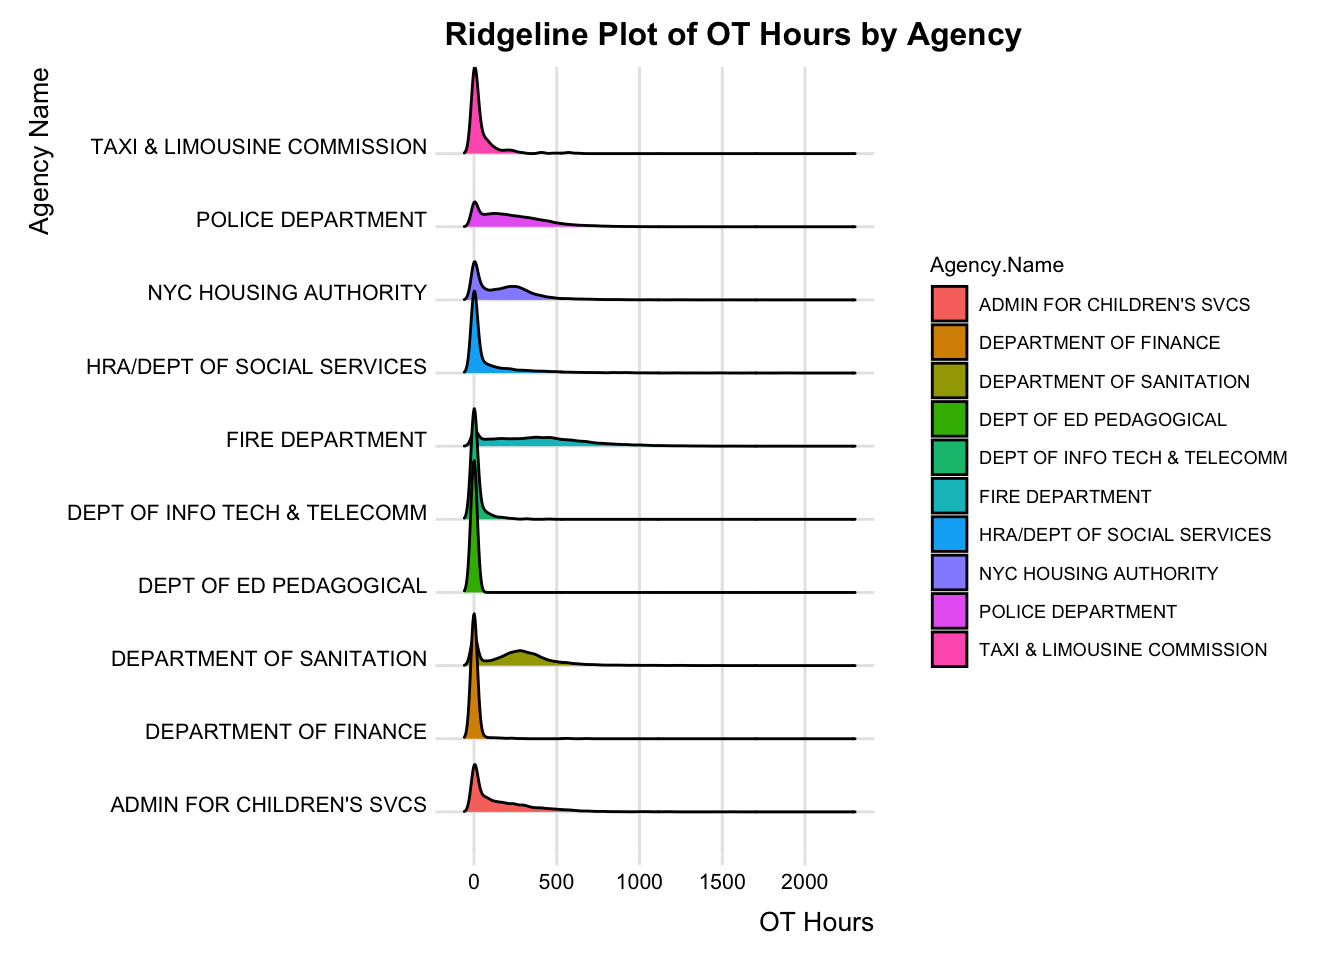 Ridgeline Plot of OT Hours by Agency
Agency Name
TAXI & LIMOUSINE COMMISSION
POLICE DEPARTMENT
NYC HOUSING AUTHORITY
HRA/DEPT OF SOCIAL SERVICES
FIRE DEPARTMENT
DEPT OF INFO TECH & TELECOMM
DEPT OF ED PEDAGOGICAL
DEPARTMENT OF SANITATION
DEPARTMENT OF FINANCE
ADMIN FOR CHILDREN'S SVCS
0 500 1000 1500 2000
OT Hours
Agency.Name
ADMIN FOR CHILDREN'S SVCS
DEPARTMENT OF FINANCE
DEPARTMENT OF SANITATION
DEPT OF ED PEDAGOGICAL
DEPT OF INFO TECH & TELECOMM
FIRE DEPARTMENT
HRA/DEPT OF SOCIAL SERVICES
NYC HOUSING AUTHORITY
POLICE DEPARTMENT
TAXI & LIMOUSINE COMMISSION